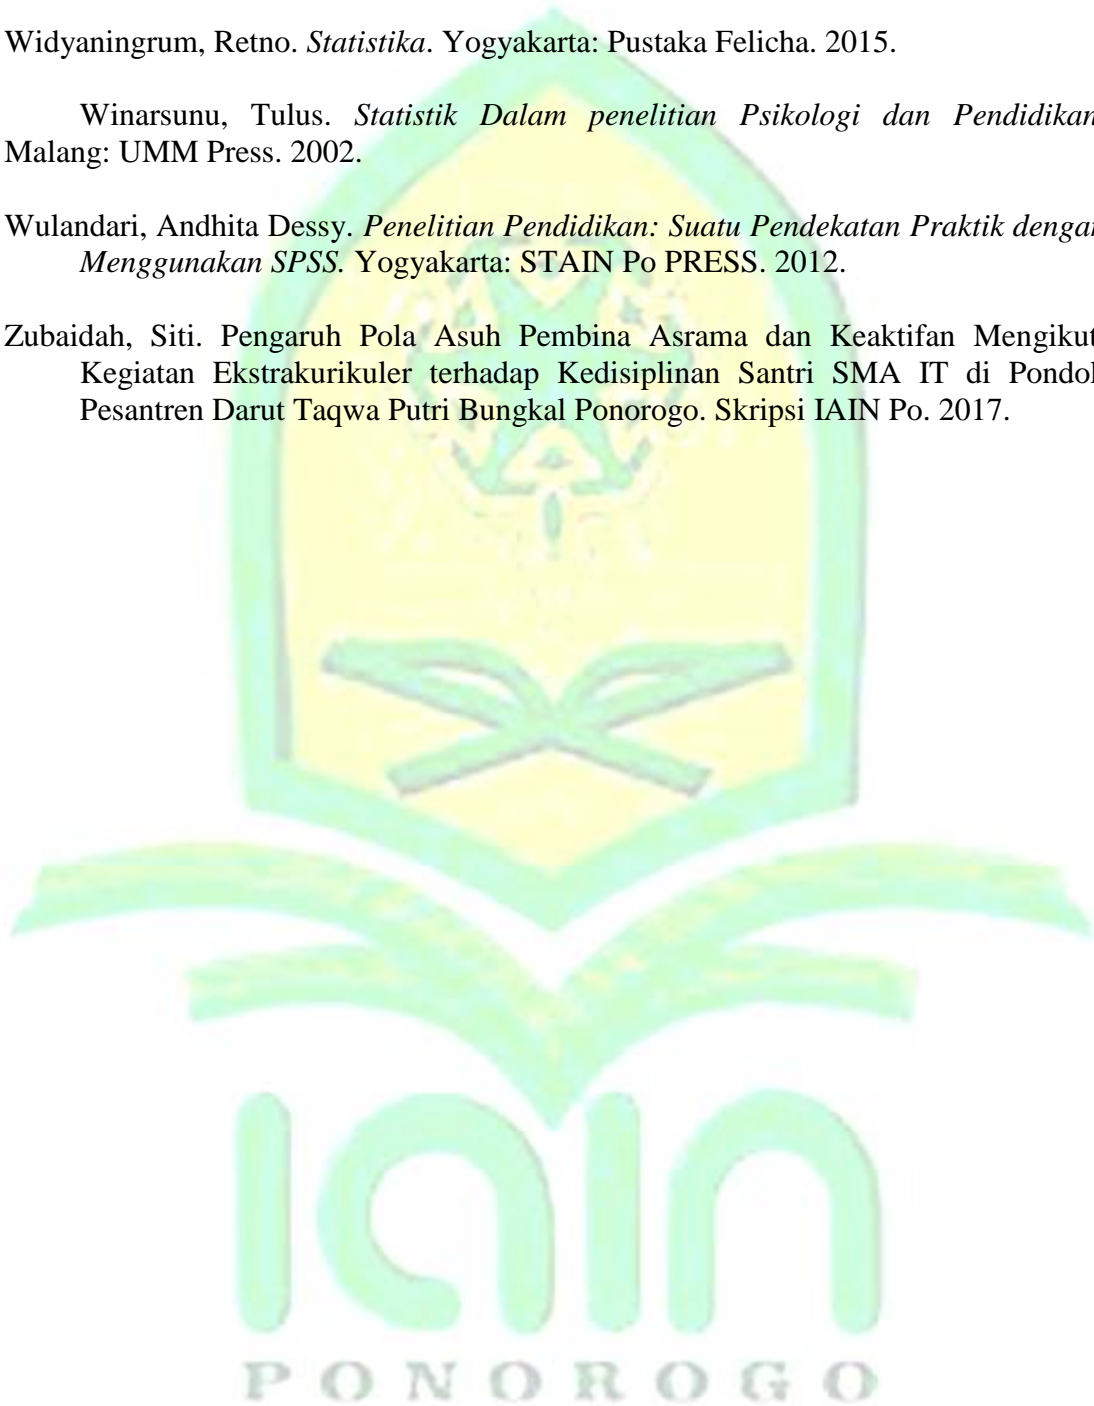 Widyaningrum, Retno. Statistika. Yogyakarta: Pustaka Felicha. 2015.
Winarsunu, Tulus. Statistik Dalam penelitian Psikologi dan Pendidikan
Malang: UMM Press. 2002.
Wulandari, Andhita Dessy. Penelitian Pendidikan: Suatu Pendekatan Praktik dengan
Menggunakan SPSS. Yogyakarta: STAIN Po PRESS. 2012.
Zubaidah, Siti. Pengaruh Pola Asuh Pembina Asrama dan Keaktifan Mengikut
Kegiatan Ekstrakurikuler terhadap Kedisiplinan Santri SMA IT di Pondok
Pesantren Darut Taqwa Putri Bungkal Ponorogo. Skripsi IAIN Po. 2017.
iain
PONOROGO